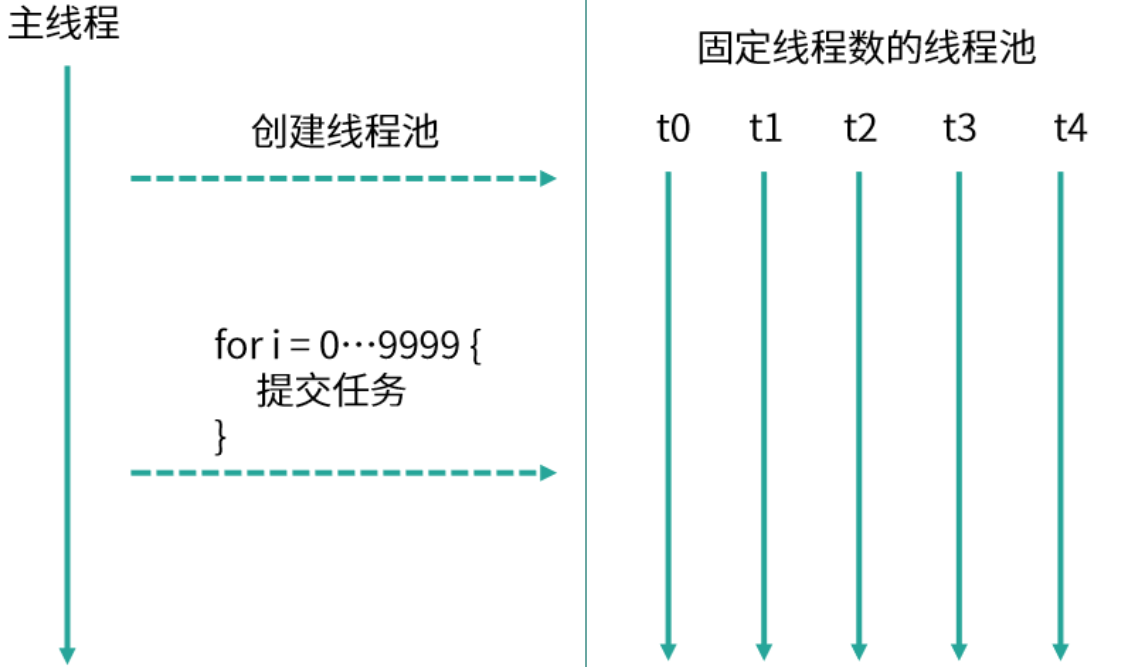 主线程
创建线程池
for i = 0…9999 {
提交任务
}
固定线程数的线程池
t0 t1 t2 t3 t4